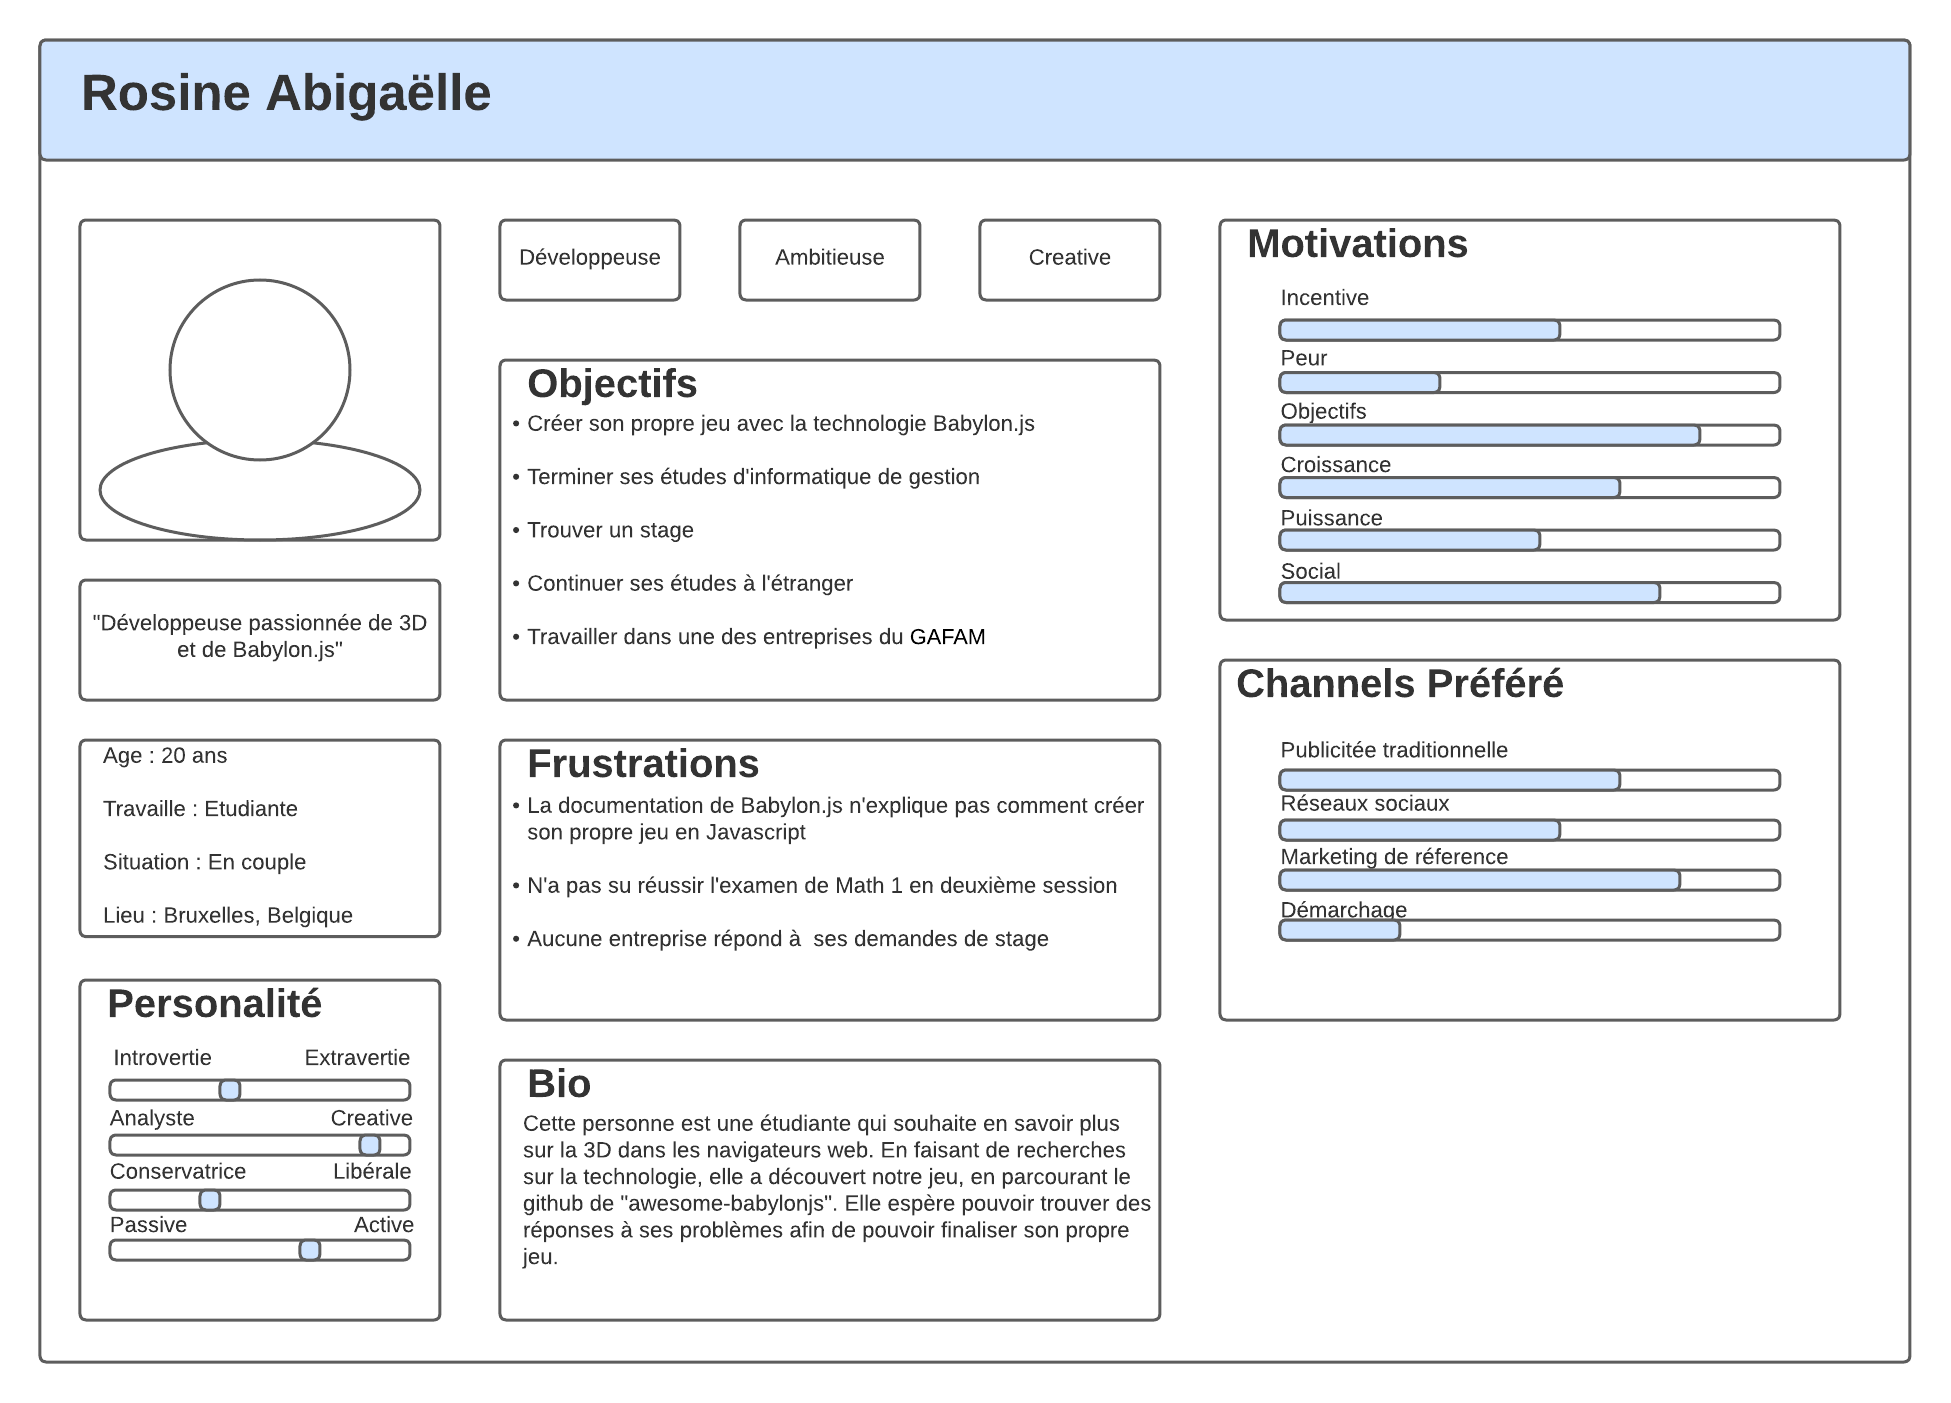 Rosine Abigaëlle
"Développeuse passionnée de 3D
et de Babylon.js"
Age : 20 ans
Travaille : Etudiante
Situation : En couple
Lieu : Bruxelles, Belgique
Personalité
Introvertie Extravertie
Analyste Creative
Conservatrice Libérale
Passive Active
Développeuse Ambitieuse Creative
Objectifs
• Créer son propre jeu avec la technologie Babylon.js
• Terminer ses études d'informatique de gestion
• Trouver un stage
• Continuer ses études à l'étranger
• Travailler dans une des entreprises du GAFAM
Frustrations
• La documentation de Babylon.js n'explique pas comment créer
son propre jeu en Javascript
• N'a pas su réussir l'examen de Math 1 en deuxième session
• Aucune entreprise répond à  ses demandes de stage
Bio
Cette personne est une étudiante qui souhaite en savoir plus
sur la 3D dans les navigateurs web. En faisant de recherches
sur la technologie, elle a découvert notre jeu, en parcourant le
github de "awesome-babylonjs". Elle espère pouvoir trouver des
réponses à ses problèmes afin de pouvoir finaliser son propre
jeu.
Motivations
Incentive
Peur
Objectifs
Croissance
Puissance
Social
Channels Préféré
Publicitée traditionnelle
Réseaux sociaux
Marketing de réference
Démarchage